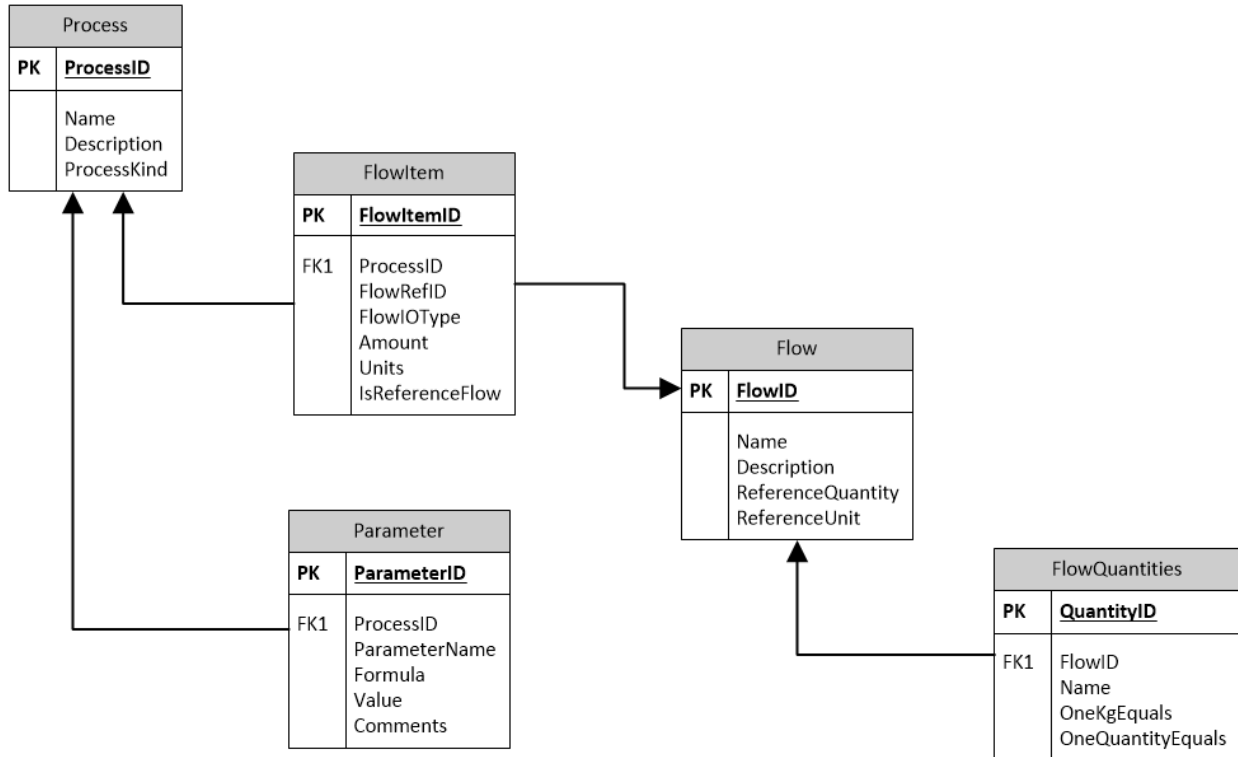 Process
PK ProcessID
Name
Description
ProcessKind
FlowItem
PK FlowItemID
FK1 ProcessID
FlowRefID
FlowIOType
Amount
Units
IsReferenceFlow
Flow
PK FlowID
Name
Description
ReferenceQuantity
ReferenceUnit
Parameter
PK ParameterID
FK1 ProcessID
ParameterName
Formula
Value
Comments
FlowQuantities
PK QuantityID
FK1 FlowID
Name
OneKgEquals
OneQuantityEquals